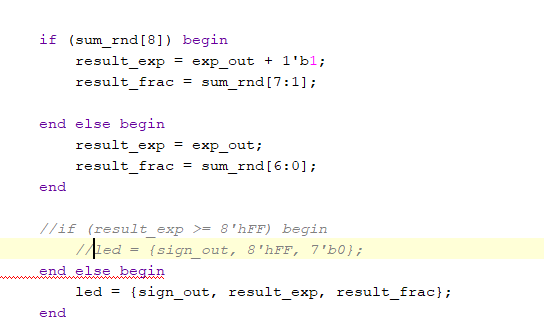 if (sum_rnd[8]) begin
result_exp = exp_out + 1'b1;
result_frac = sum_rnd[7:1];
end else begin
result_exp = exp_out;
result_frac = sum_rnd[6:0];
end
//if (result_exp >= 8'hFF) begin
//led = {sign_out, 8'hFF, 7'b0};
end else begin
led = {sign_out, result_exp, result_frac};
end